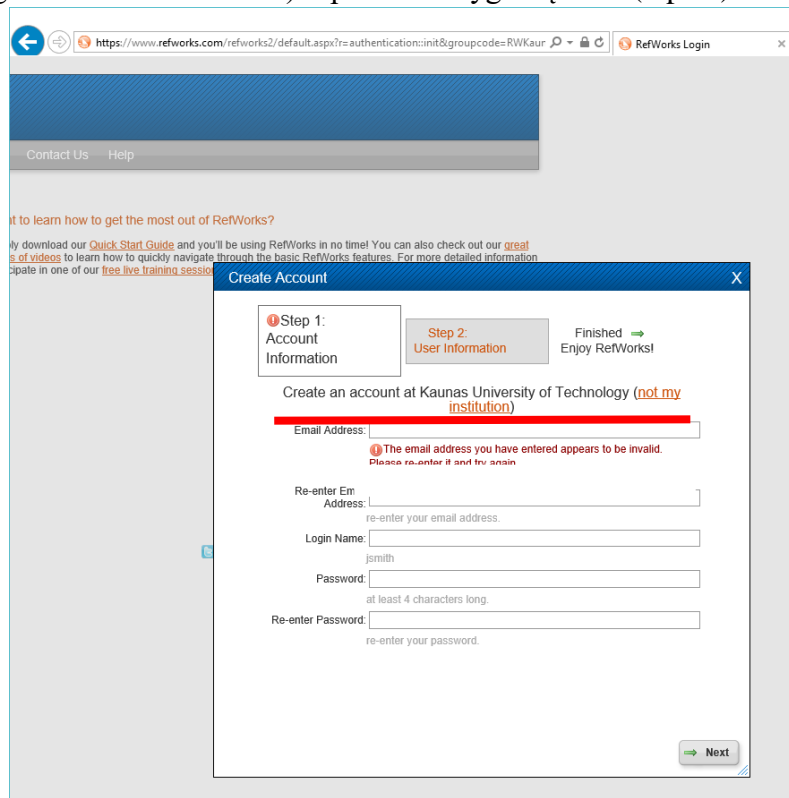 https://www.refworks.com/refworks2/default.aspx?r=authentication::init&groupcode=RWKaur
RefWorks Login
Contact Us Help
to learn how to get the most out of RefWorks?
download our Quick Start Guide and you'll be using RefWorks in no time! You can also check out our great
of videos to learn how to quickly navigate through the basic RefWorks features. For more detailed information
in one of our free live training
Create Account X
Step 1:
Account
Information
Step 2:
User Information
Finished
Enjoy RefWorks!
Create an account at Kaunas University of Technology (not my
institution)
Email Address:
The email address you have entered appears to be invalid.
Please re-enter it and try again
Re-enter Em
Address:
re-enter your email address.
Login Name:
jsmith
Password:
at least 4 characters long.
Re-enter Password:
re-enter your password.
Next